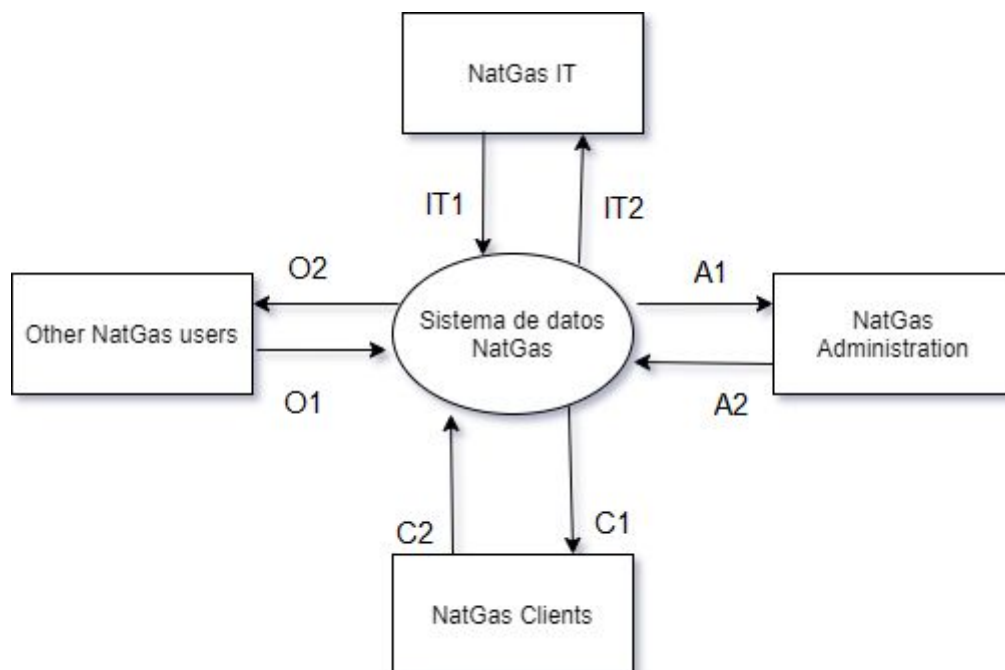 NatGas IT
IT1
IT2
O2
A1
Other NatGas users
Sistema de datos
NatGas
NatGas
Administration
O1
A2
C2
C1
NatGas Clients